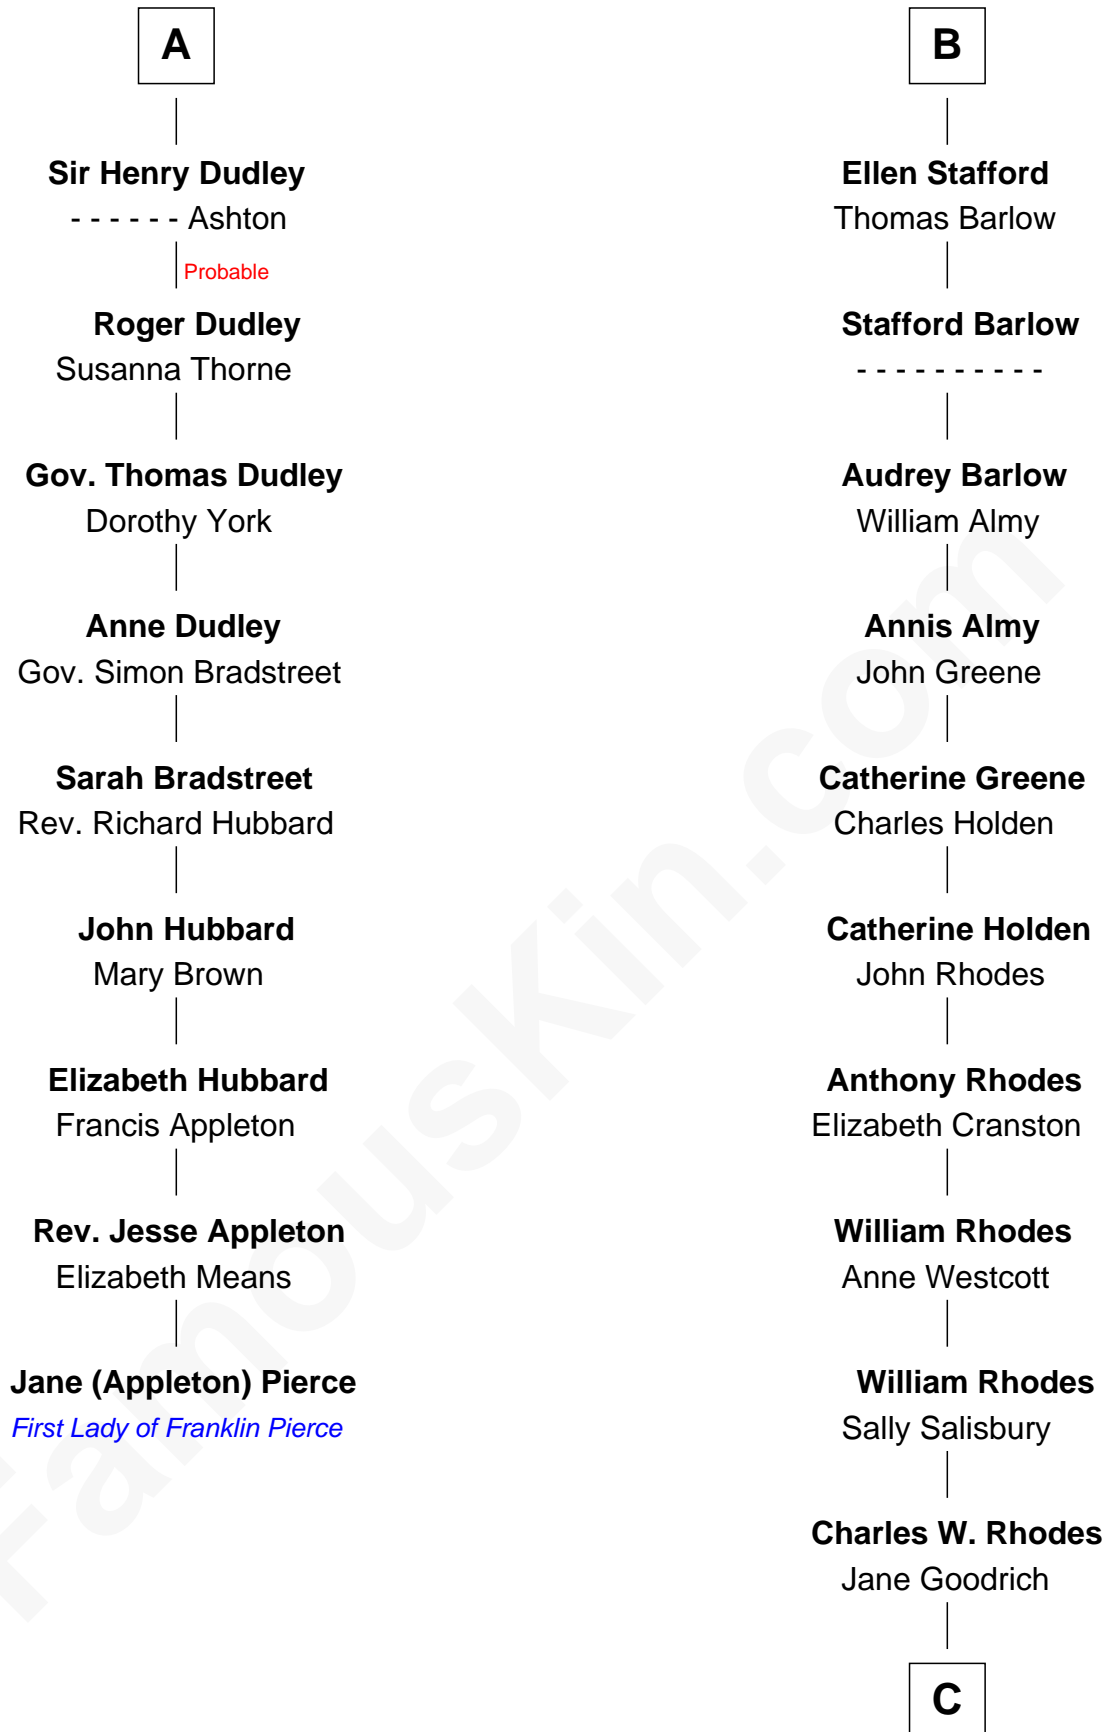 A
Sir Henry Dudley
- - - - - - Ashton
Probable
Roger Dudley
Susanna Thorne
Gov. Thomas Dudley
Dorothy York
Anne Dudley
Gov. Simon Bradstreet
Sarah Bradstreet
Rev. Richard Hubbard
John Hubbard
Mary Brown
Elizabeth Hubbard
Francis Appleton
Rev. Jesse Appleton
Elizabeth Means
Jane (Appleton) Pierce
First Lady of Franklin Pierce
B
Ellen Stafford
Thomas Barlow
Stafford Barlow
- - - - - - - - - -
Audrey Barlow
William Almy
Annis Almy
John Greene
Catherine Greene
Charles Holden
Catherine Holden
John Rhodes
Anthony Rhodes
Elizabeth Cranston
William Rhodes
Anne Westcott
William Rhodes
Sally Salisbury
Charles W. Rhodes
Jane Goodrich
C
FamousKin.com